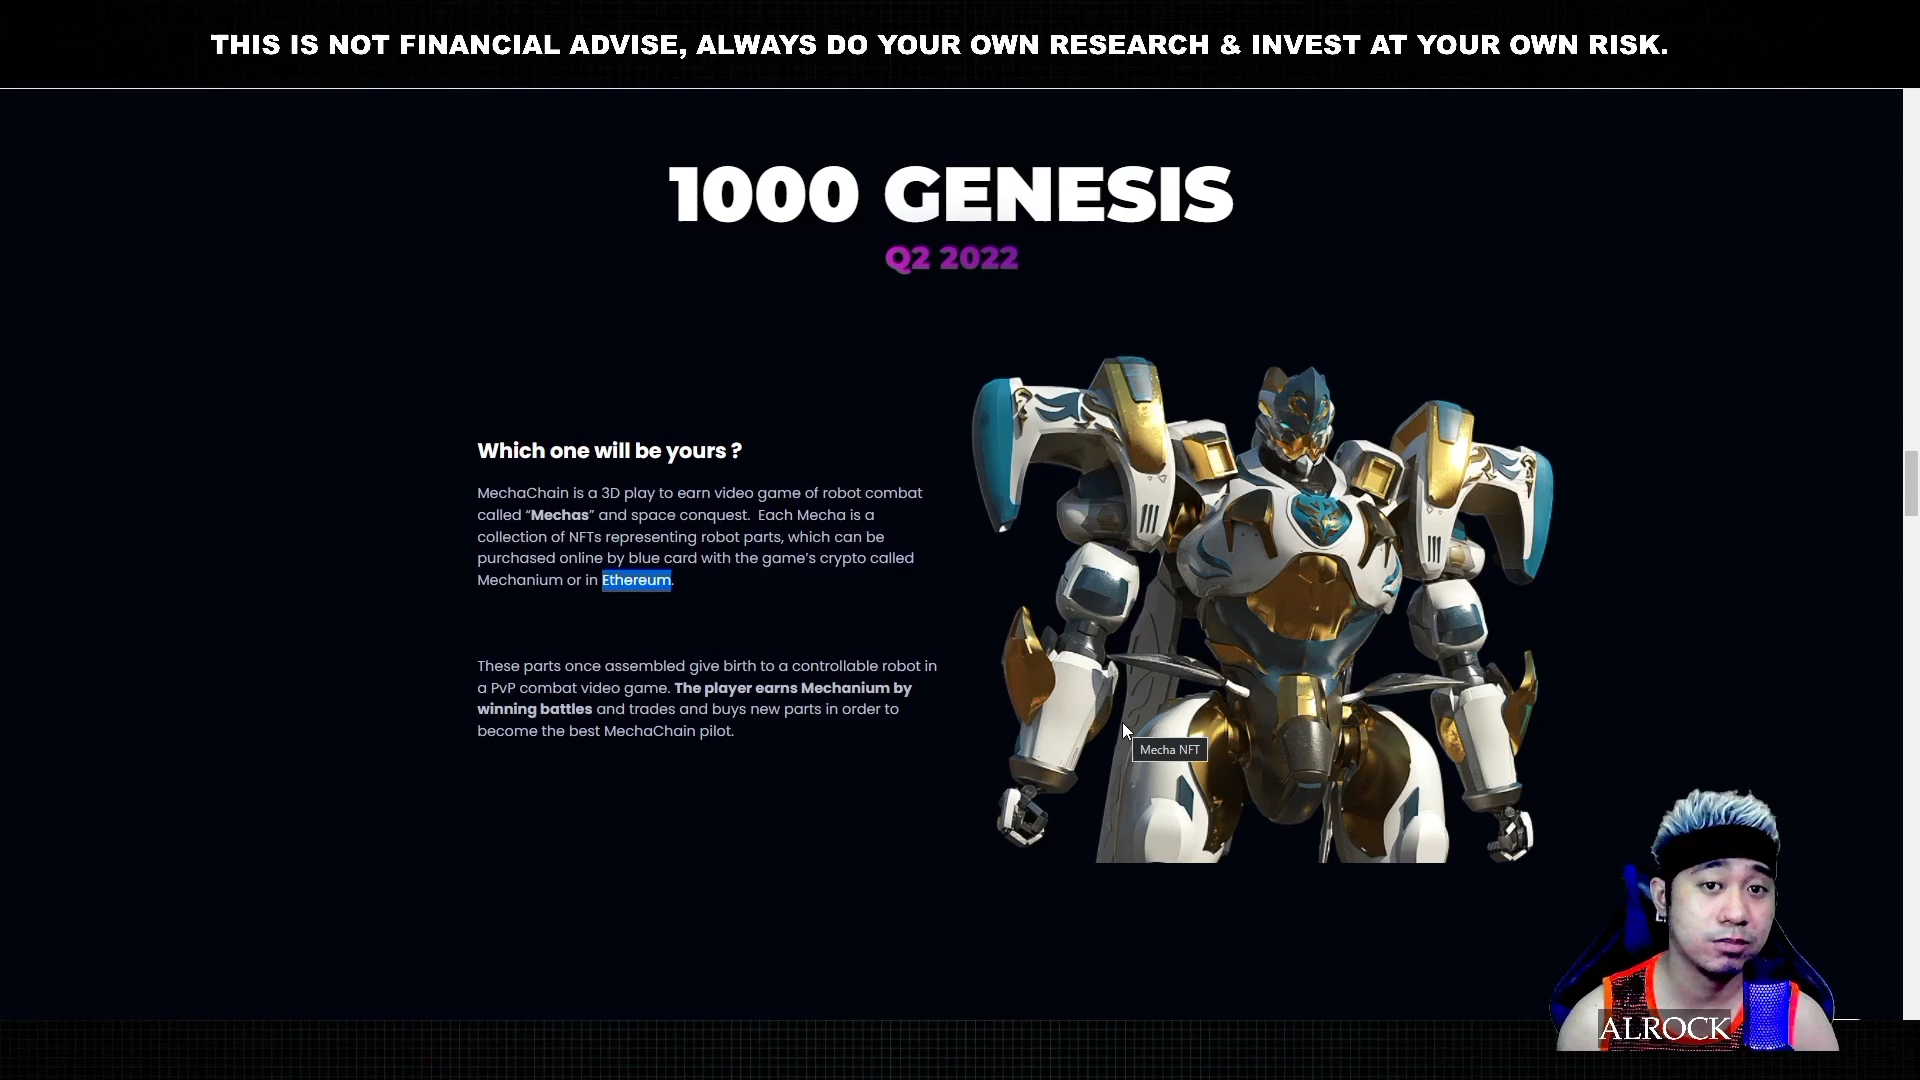 THIS IS NOT FINANCIAL ADVISE, ALWAYS DO YOUR OWN RESEARCH & INVEST AT YOUR OWN RISK.
1000 GENESIS
Q2 2022
Which one will be yours ?
MechaChain is a 3D play to earn video game of robot combat
called “Mechas” and space conquest.  Each Mecha is a
collection of NFTs representing robot parts, which can be
purchased online by blue card with the game’s crypto called
Mechanium or in Ethereum.
These parts once assembled give birth to a controllable robot in
a PvP combat video game. The player earns Mechanium by
winning battles and trades and buys new parts in order to
become the best MechaChain pilot.
Mecha NFT
ALROCK